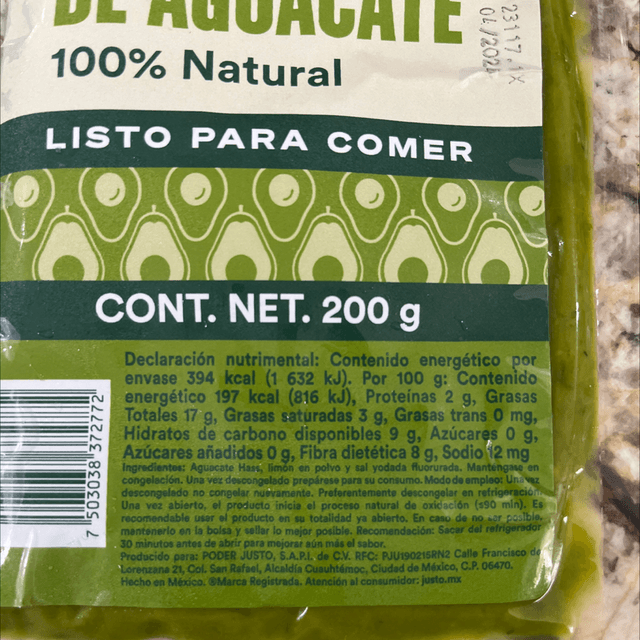 DE AGUACATE
100% Natural
LISTO PARA COMER
CONT. NET. 200 g
Declaración nutrimental: Contenido energético por
envase 394 kcal (1 632 kJ). Por 100 g: Contenido
energético 197 kcal (816 kJ), Proteínas 2 g, Grasas
Totales 17 g, Grasas saturadas 3 g, Grasas trans 0 mg,
Hidratos de carbono disponibles 9 g, Azúcares 0 g,
Azúcares añadidos 0 g, Fibra dietética 8 g, Sodio 12 mg
Ingredientes: Aguacate Hass, limón en polvo y sal yodada fluorurada. Manténgase en
congelación. Una vez descongelado prepárese para su consumo. Modo de empleo: Una vez
descongelado no congelar nuevamente. Preferentemente descongelar en refrigeración.
Una vez abierto, el producto inicia el proceso natural de oxidación (≤90 min). Es
recomendable usar el producto en su totalidad ya abierto. En caso de no ser posible,
mantenerlo en la bolsa y sellar lo mejor posible. Recomendación: Sacar del refrigerador
30 minutos antes de abrir para mejorar aún más el sabor.
Producido para: PODER JUSTO, S.A.P.I. de C.V. RFC: PJU190215RN2 Calle Francisco de
Lorenzana 21, Col. San Rafael, Alcaldía Cuauhtémoc, Ciudad de México, C.P. 06470.
Hecho en México. ®Marca Registrada. Atención al consumidor: justo.mx
7 503038 372772